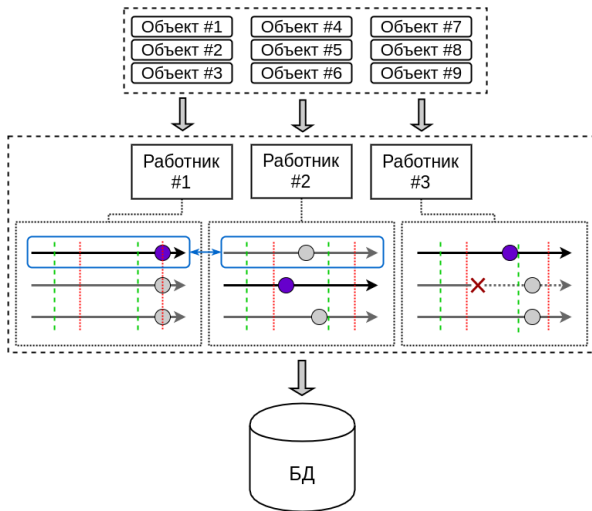 Объект #1
Объект #4
Объект #7
Объект #2
Объект #5
Объект #8
Объект #3
Объект #6
Объект #9
Работник
#1
Работник
#2
Работник
#3
БД